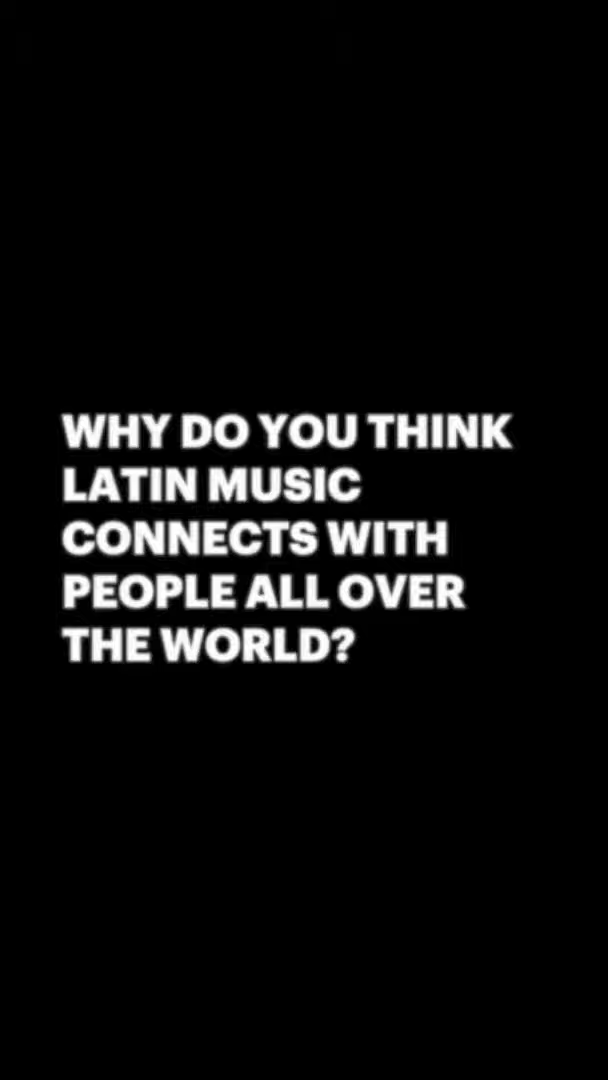 WHY DO YOU THINK
LATIN MUSIC
CONNECTS WITH
PEOPLE ALL OVER
THE WORLD?